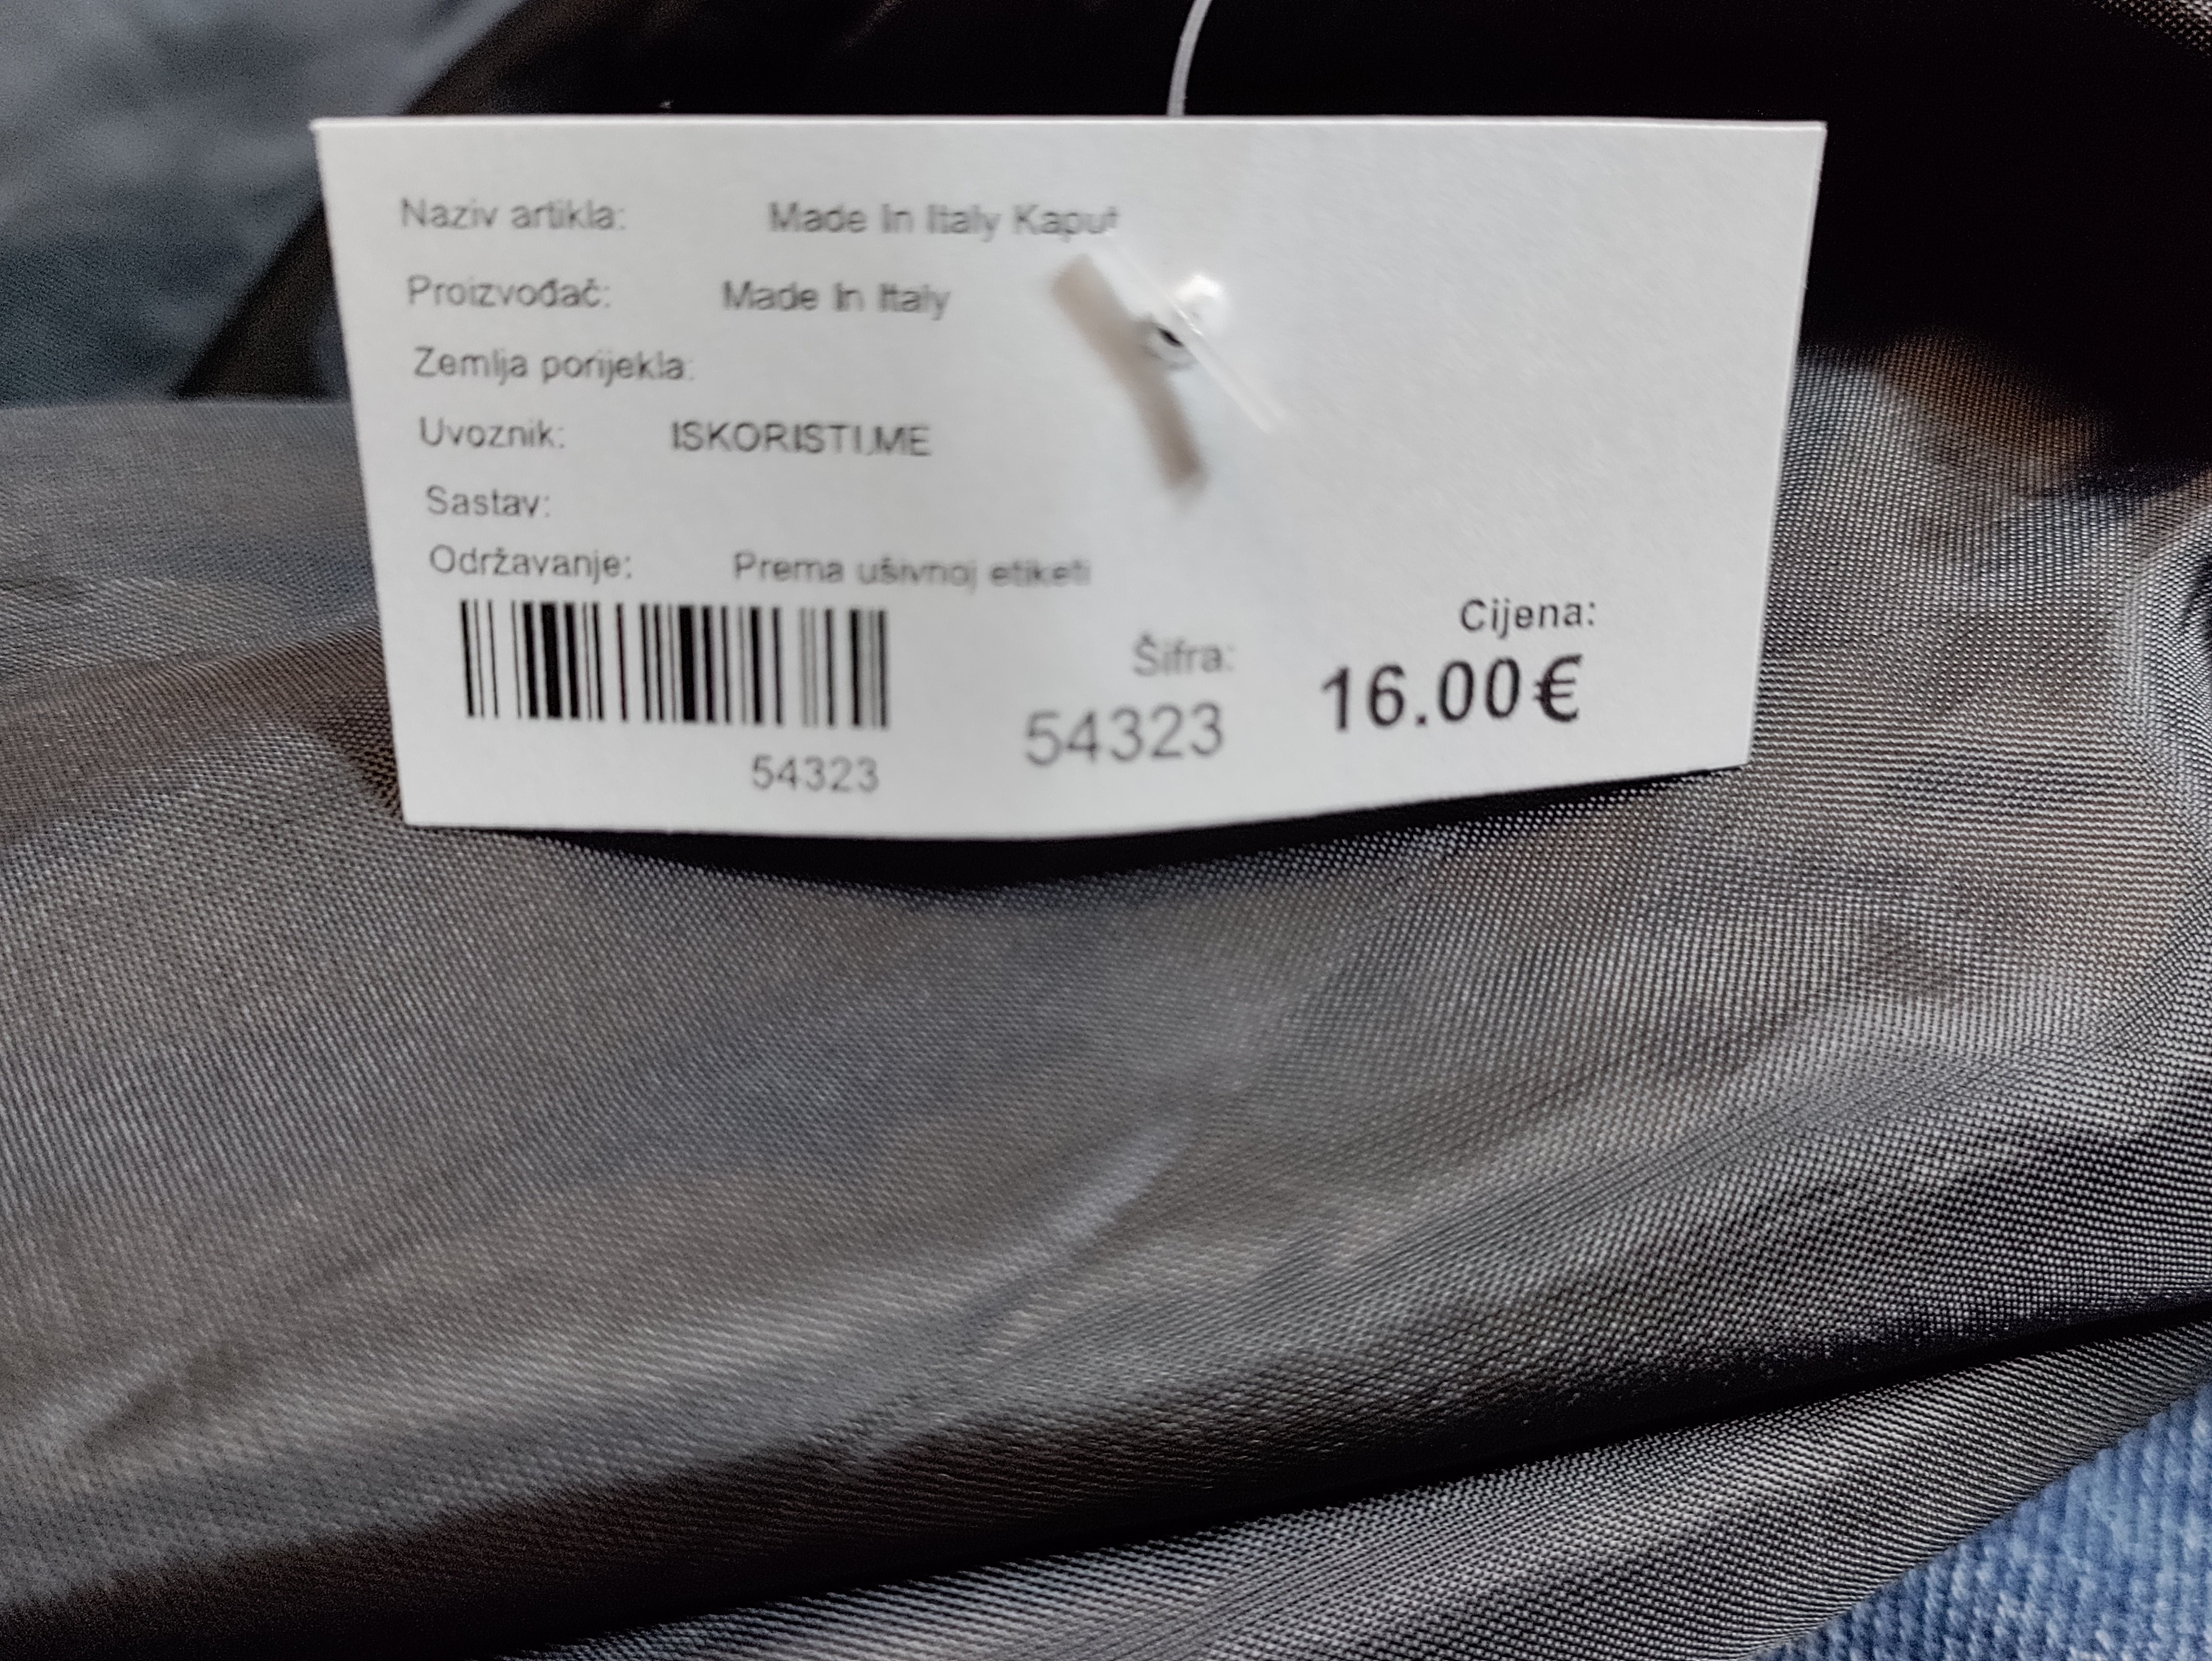 Naziv artikla: Made In Italy Kaput
Proizvođač: Made In Italy
Zemlja porijekla:
Uvoznik: ISKORISTI.ME
Sastav:
Održavanje: Prema ušivnoj etiketi
54323
Šifra:
54323
Cijena:
16.00€